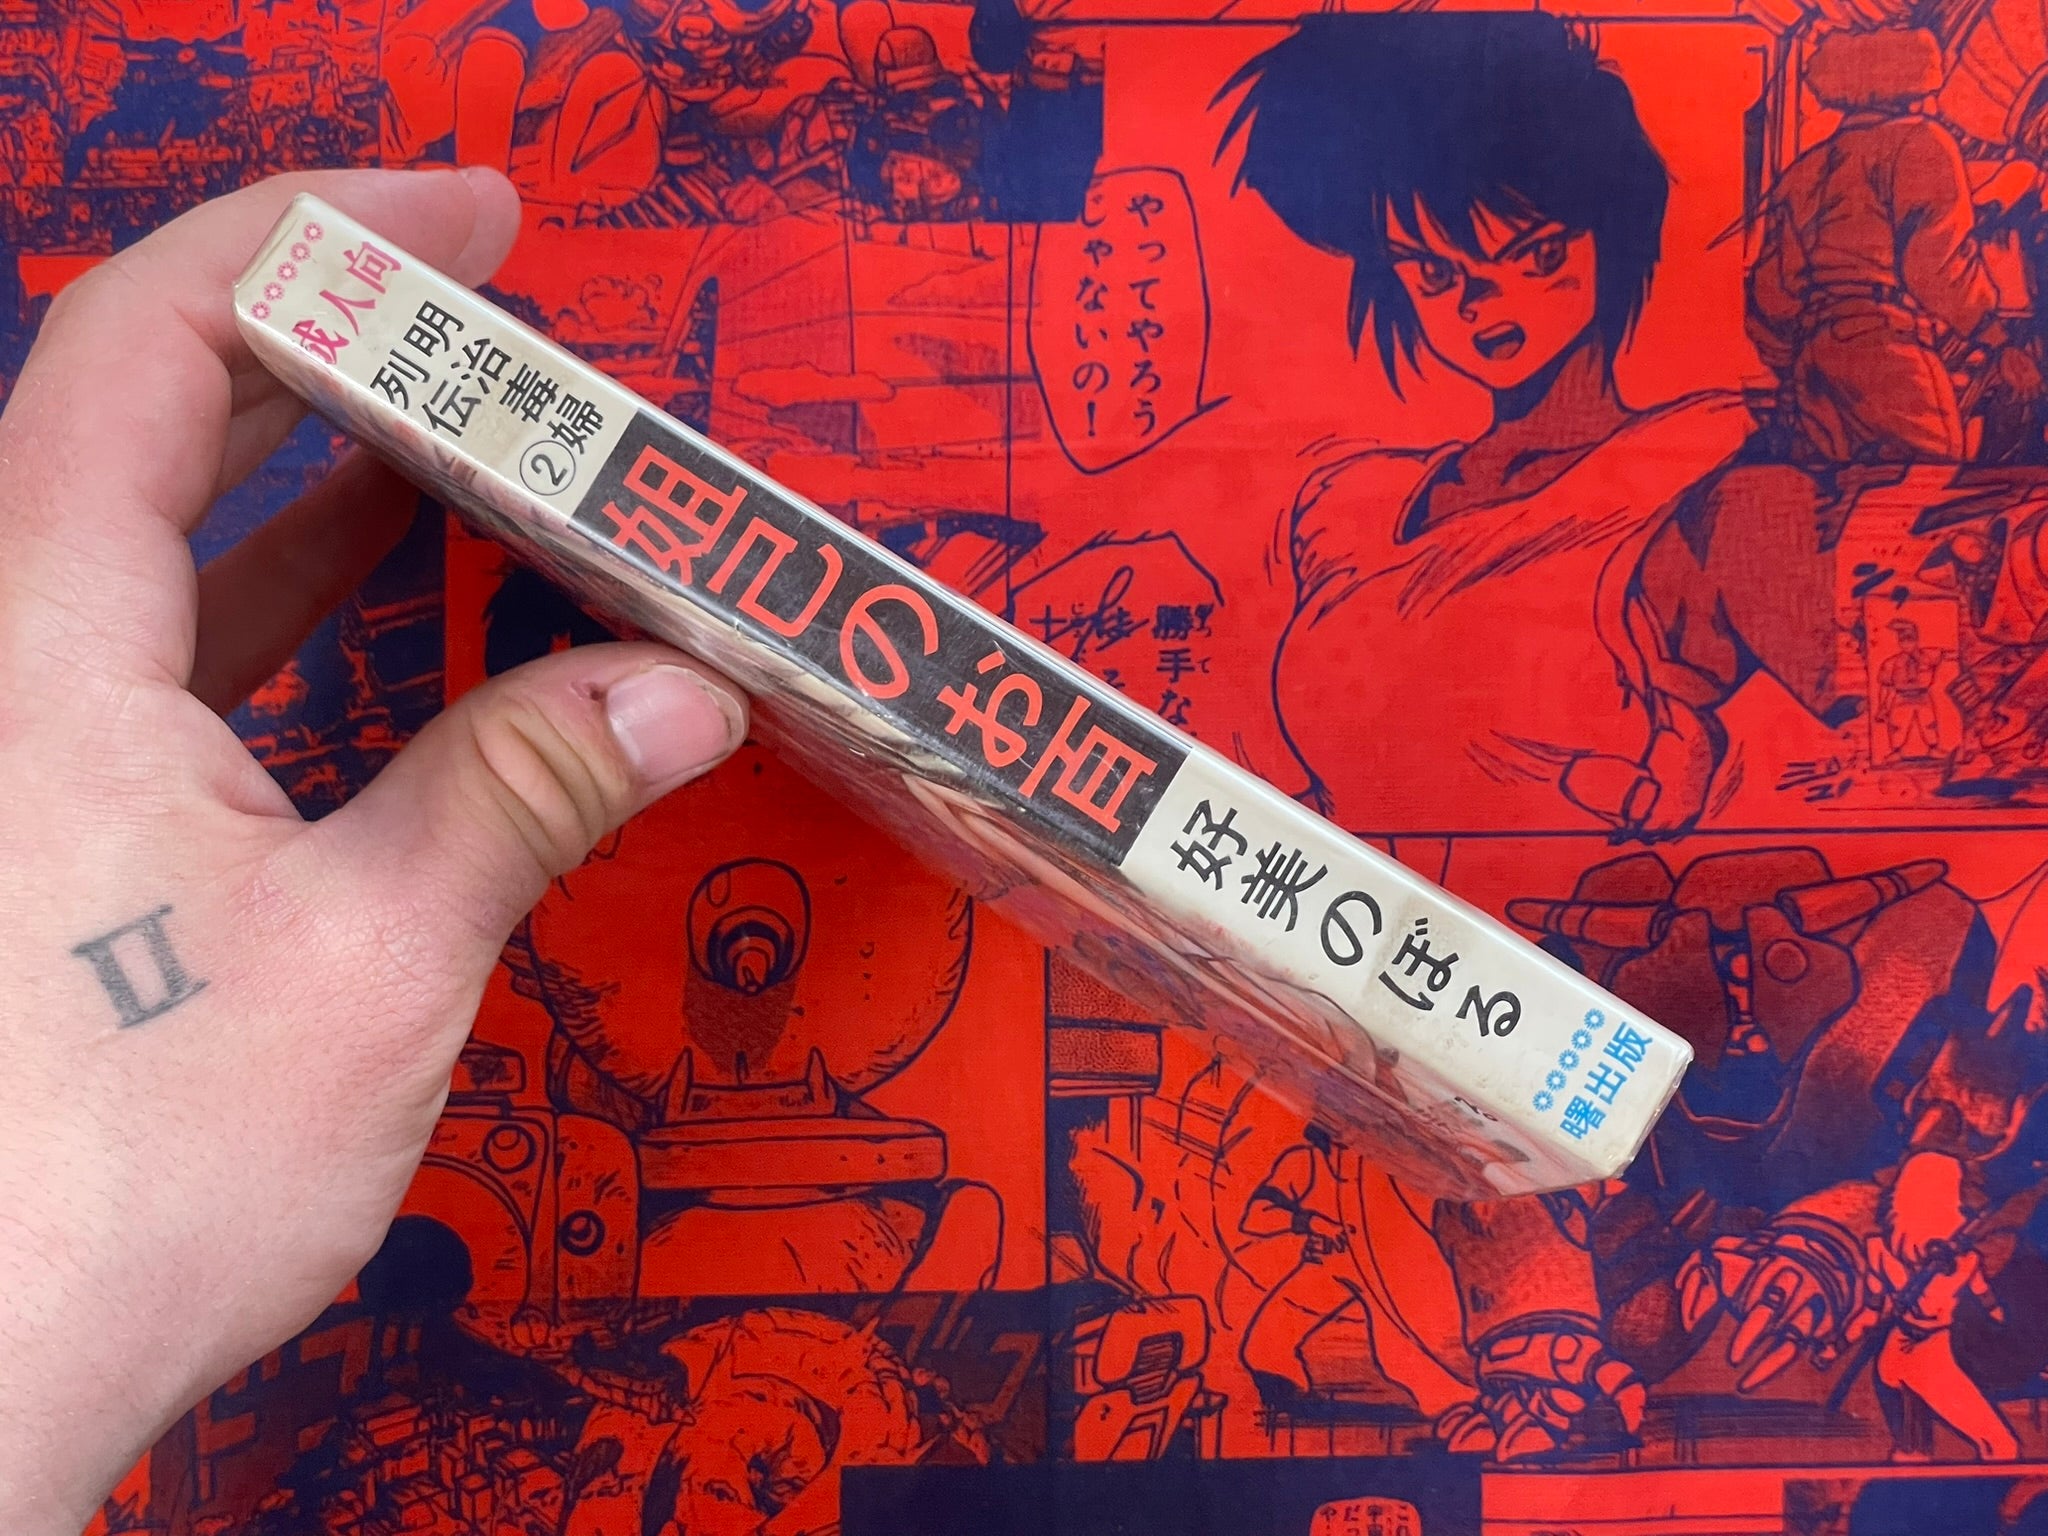 成人向
明治毒婦
列伝②
妲己のお百
好美のぼる
曙出版
やってやろう
じゃないの!
勝手な